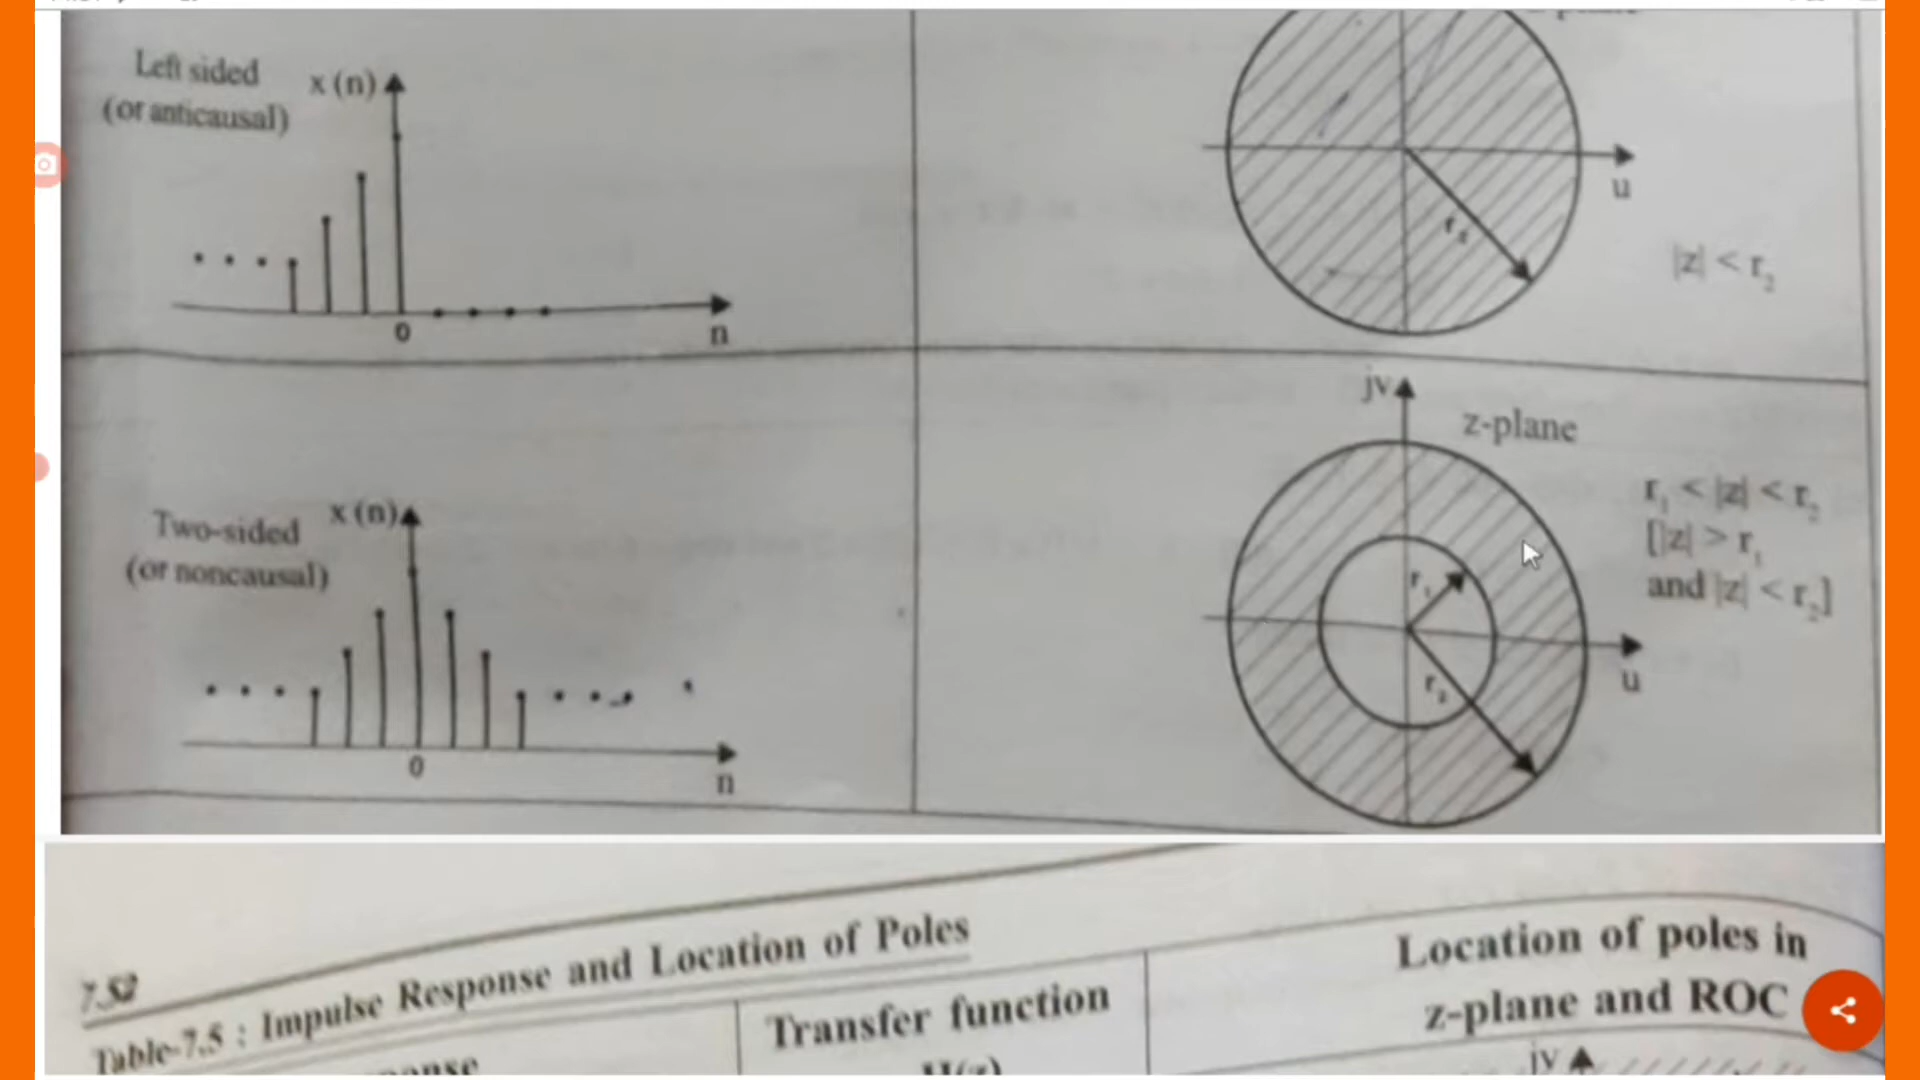 Left sided
(or anticausal)
x (n)
0
n
u
r₂
|z| < r₂
Two-sided
(or noncausal)
x (n)
0
n
jv
z-plane
r₁
r₂
u
r₁ < |z| < r₂
[|z| > r₁
and |z| < r₂]
7.52
Table-7.5 : Impulse Response and Location of Poles
Transfer function
H(z)
Location of poles in
z-plane and ROC
jv